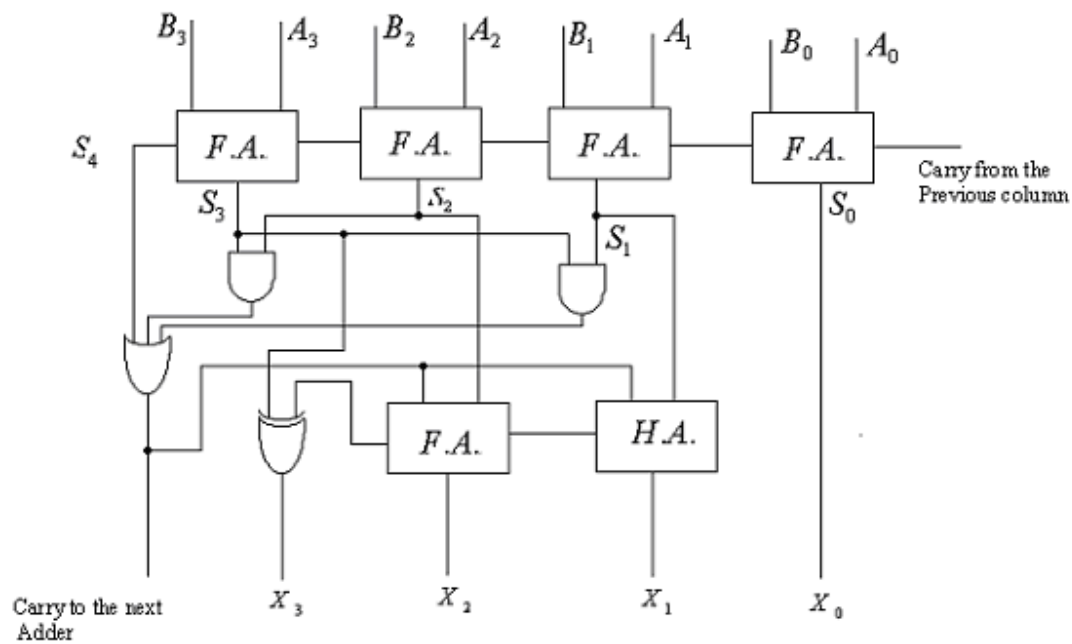 B3 A3 B2 A2 B1 A1 B0 A0
S4 F.A. F.A. F.A. F.A.
Carry from the
Previous column
S3 S2 S1 S0
F.A. H.A.
Carry to the next
Adder
X3 X2 X1 X0